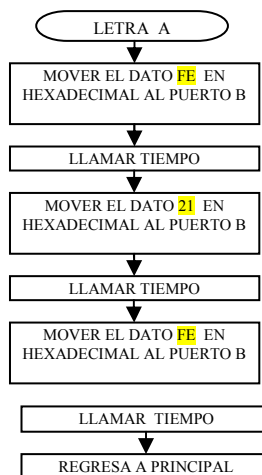 LETRA A
MOVER EL DATO FE EN
HEXADECIMAL AL PUERTO B
LLAMAR TIEMPO
MOVER EL DATO 21 EN
HEXADECIMAL AL PUERTO B
LLAMAR TIEMPO
MOVER EL DATO FE EN
HEXADECIMAL AL PUERTO B
LLAMAR TIEMPO
REGRESA A PRINCIPAL